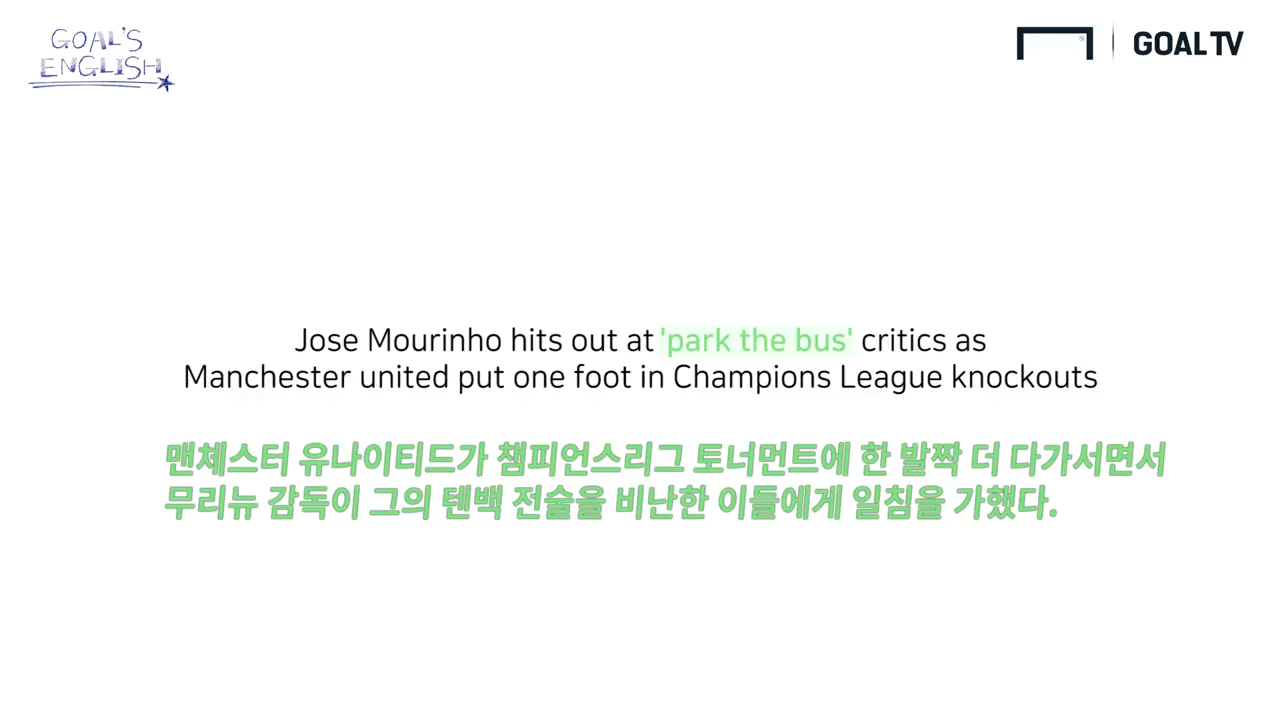 GOAL'S
ENGLISH
GOAL TV
Jose Mourinho hits out at 'park the bus' critics as
Manchester united put one foot in Champions League knockouts
맨체스터 유나이티드가 챔피언스리그 토너먼트에 한 발짝 더 다가서면서
무리뉴 감독이 그의 텐백 전술을 비난한 이들에게 일침을 가했다.